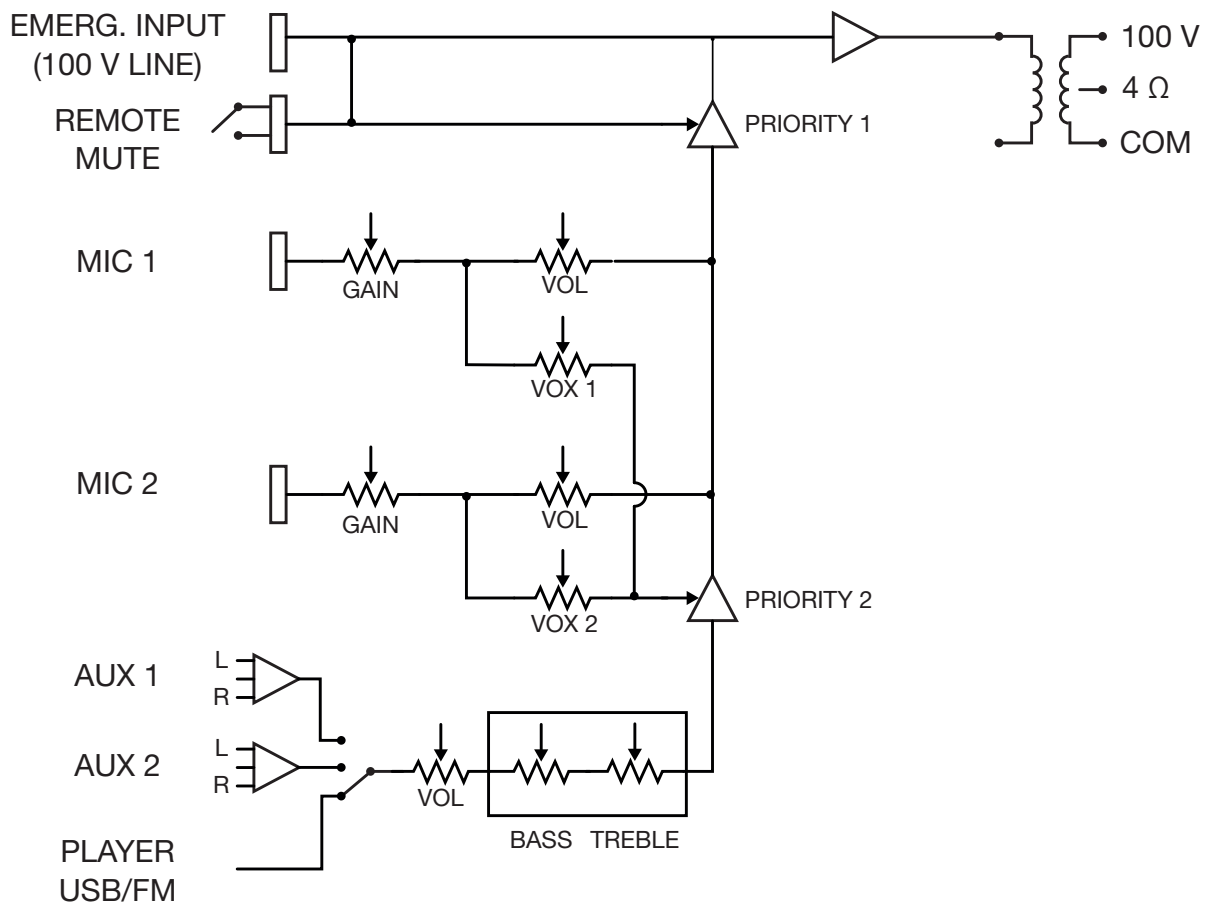 EMERG. INPUT
(100 V LINE)
100 V
4 Ω
COM
REMOTE
MUTE
PRIORITY 1
MIC 1
GAIN
VOL
VOX 1
MIC 2
GAIN
VOL
VOX 2
PRIORITY 2
AUX 1
L
R
AUX 2
L
R
VOL
BASS TREBLE
PLAYER
USB/FM